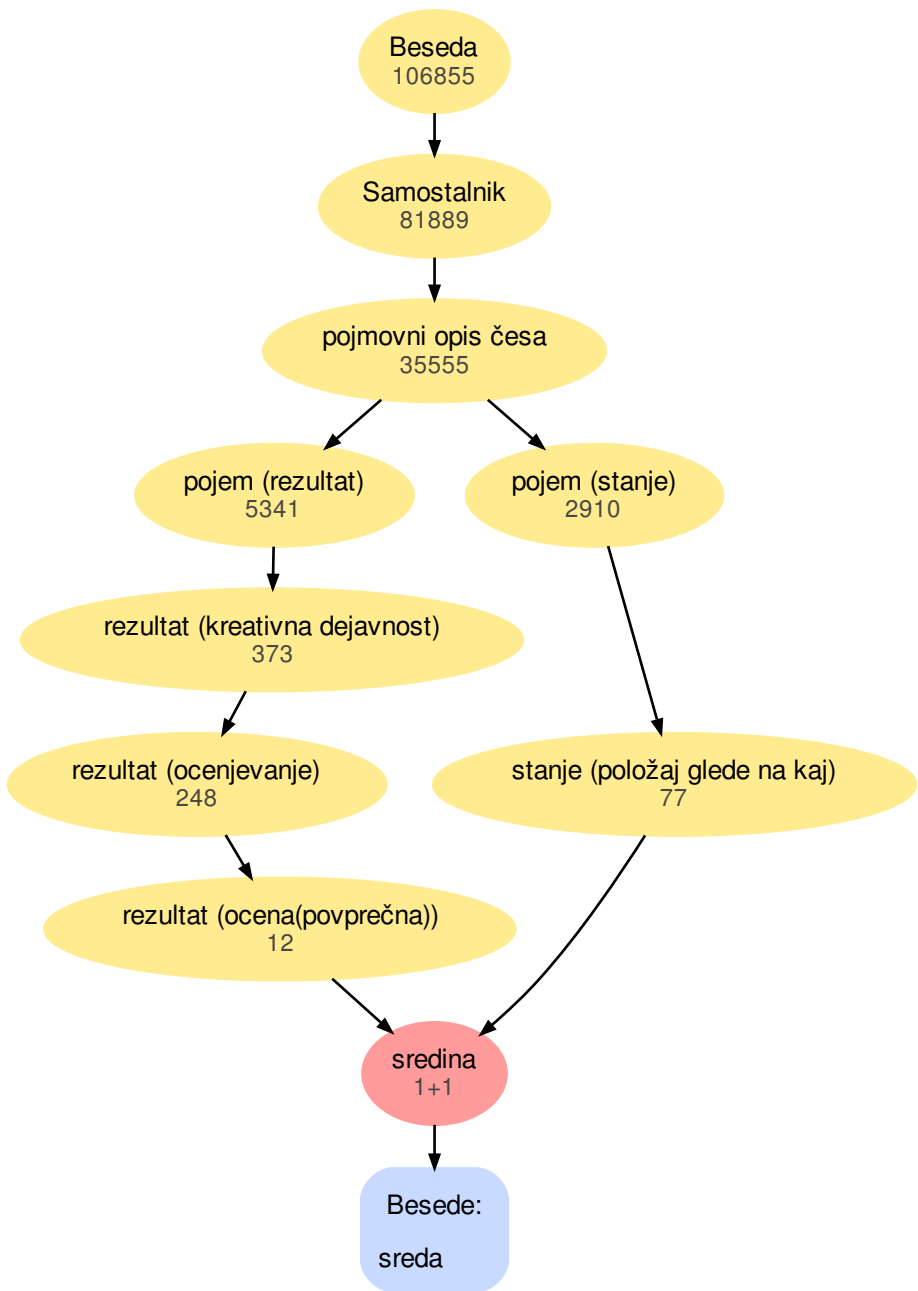 Beseda
106855
Samostalnik
81889
pojmovni opis česa
35555
pojem (rezultat)
5341
pojem (stanje)
2910
rezultat (kreativna dejavnost)
373
rezultat (ocenjevanje)
248
stanje (položaj glede na kaj)
77
rezultat (ocena(povprečna))
12
sredina
1+1
Besede:
sreda